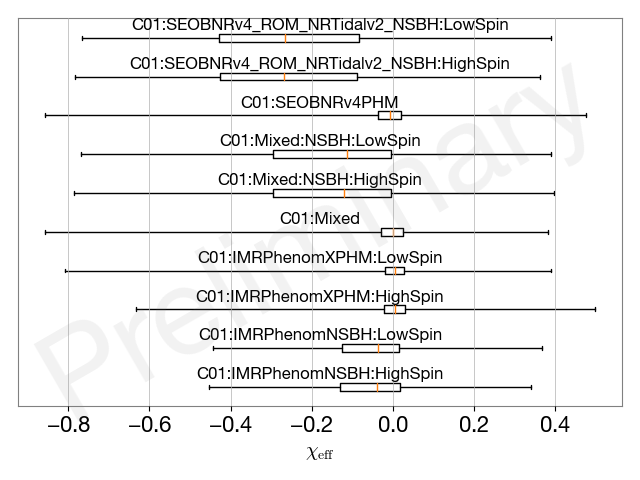 C01:SEOBNRv4_ROM_NRTidalv2_NSBH:LowSpin
C01:SEOBNRv4_ROM_NRTidalv2_NSBH:HighSpin
C01:SEOBNRv4PHM
C01:Mixed:NSBH:LowSpin
C01:Mixed:NSBH:HighSpin
C01:Mixed
C01:IMRPhenomXPHM:LowSpin
C01:IMRPhenomXPHM:HighSpin
C01:IMRPhenomNSBH:LowSpin
C01:IMRPhenomNSBH:HighSpin
Preliminary
−0.8 −0.6 −0.4 −0.2 0.0 0.2 0.4
χeff